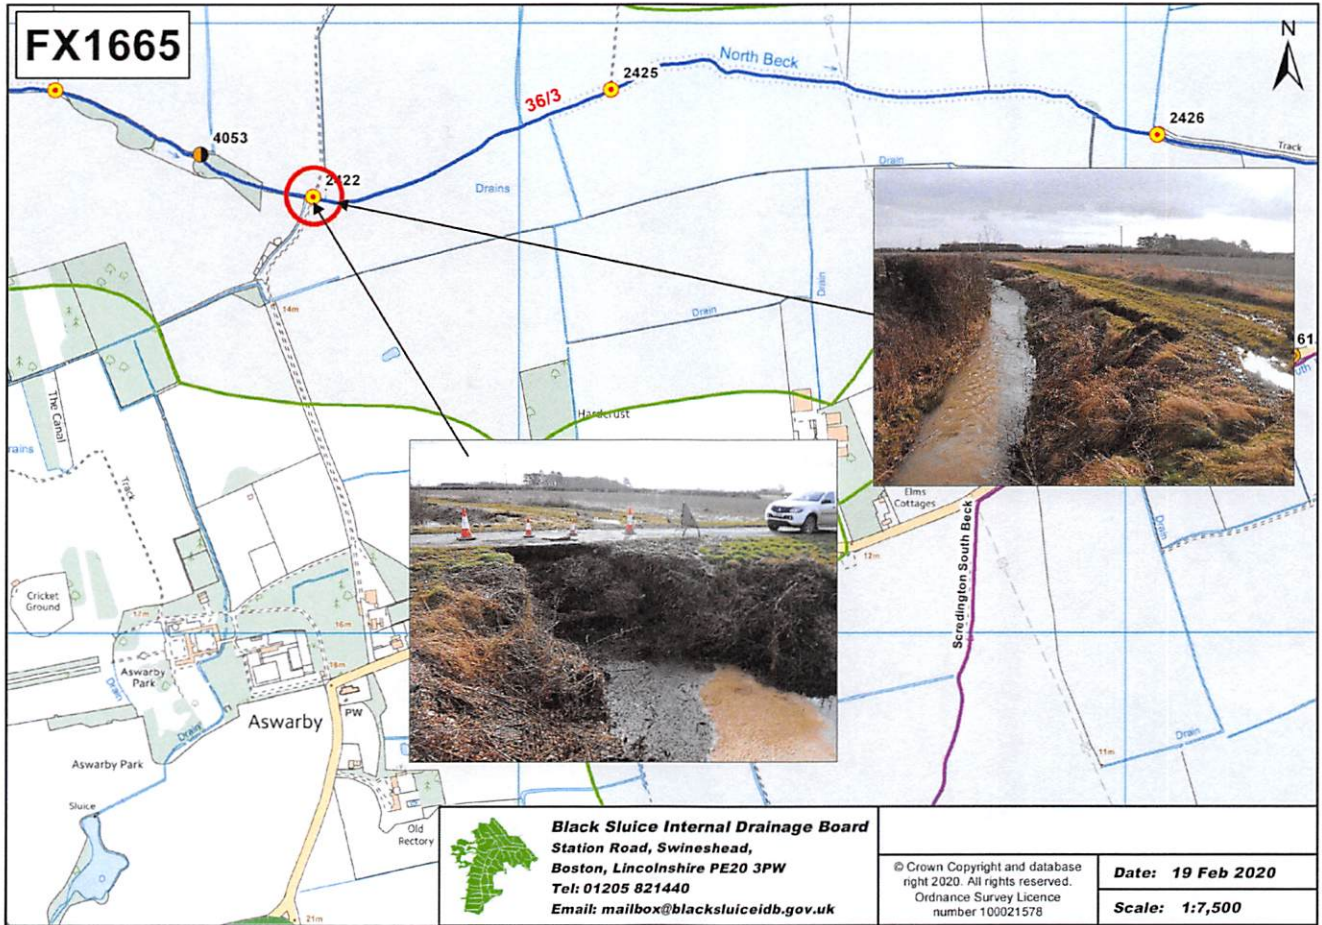 FX1665
N
North Beck
2425
36/3
2426
4053
Track
Drain
2422
Drains
Drain
Drain
14m
61
The Canal
Hardcrust
rains
Track
Elms
Cottages
12m
Drain
Scredington South Beck
Cricket
Ground
17m
16m
Aswarby
Park
18m
Drain
PW
Aswarby
Drain
Drain
11m
Aswarby Park
Sluice
Old
Rectory
21m
Black Sluice Internal Drainage Board
Station Road, Swineshead,
Boston, Lincolnshire PE20 3PW
Tel: 01205 821440
Email: mailbox@blacksluiceidb.gov.uk
© Crown Copyright and database
right 2020. All rights reserved.
Ordnance Survey Licence
number 100021578
Date: 19 Feb 2020
Scale: 1:7,500